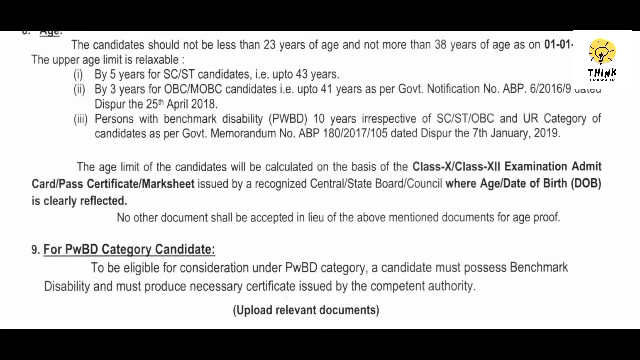 8. Age:
The candidates should not be less than 23 years of age and not more than 38 years of age as on 01-01-
The upper age limit is relaxable :
(i) By 5 years for SC/ST candidates, i.e. upto 43 years.
(ii) By 3 years for OBC/MOBC candidates i.e. upto 41 years as per Govt. Notification No. ABP. 6/2016/9 dated
Dispur the 25th April 2018.
(iii) Persons with benchmark disability (PWBD) 10 years irrespective of SC/ST/OBC and UR Category of
candidates as per Govt. Memorandum No. ABP 180/2017/105 dated Dispur the 7th January, 2019.
The age limit of the candidates will be calculated on the basis of the Class-X/Class-XII Examination Admit
Card/Pass Certificate/Marksheet issued by a recognized Central/State Board/Council where Age/Date of Birth (DOB)
is clearly reflected.
No other document shall be accepted in lieu of the above mentioned documents for age proof.
9. For PwBD Category Candidate:
To be eligible for consideration under PwBD category, a candidate must possess Benchmark
Disability and must produce necessary certificate issued by the competent authority.
(Upload relevant documents)
THINK